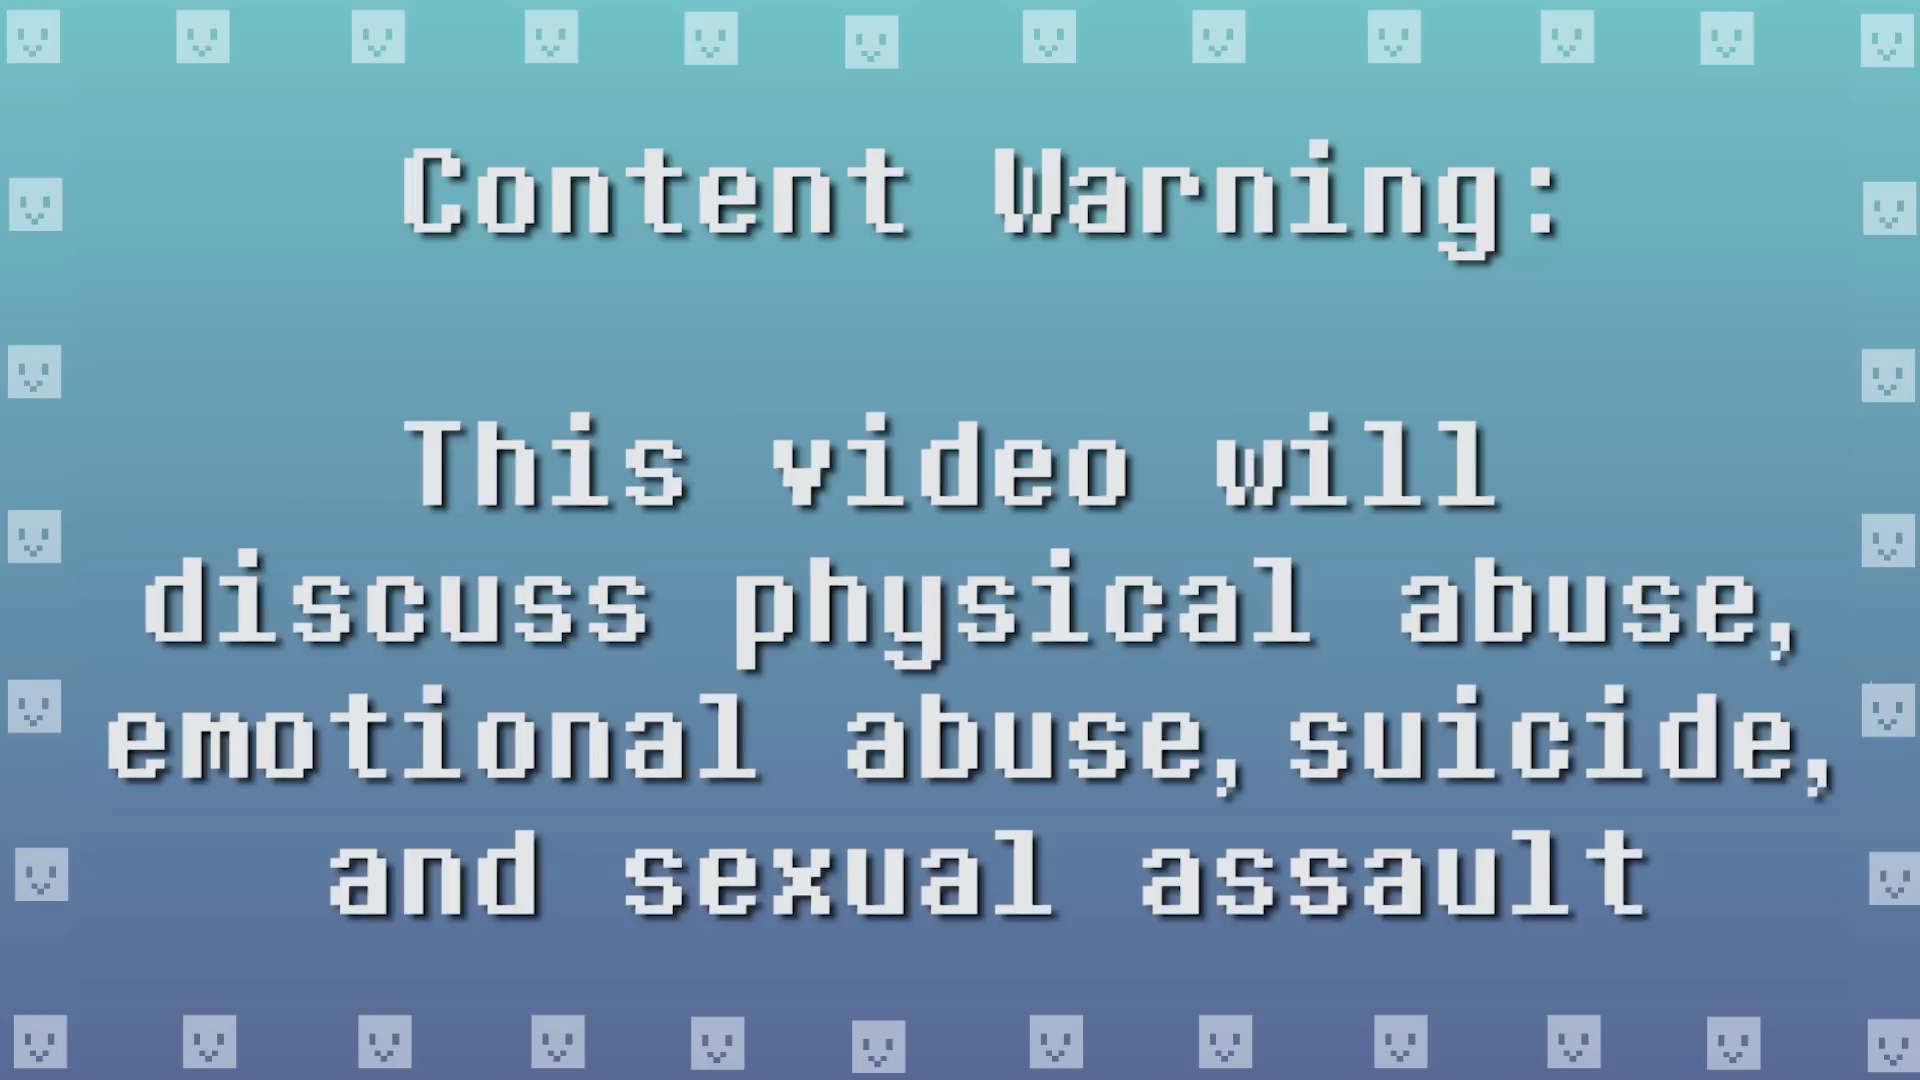 Content Warning:
This video will
discuss physical abuse,
emotional abuse, suicide,
and sexual assault